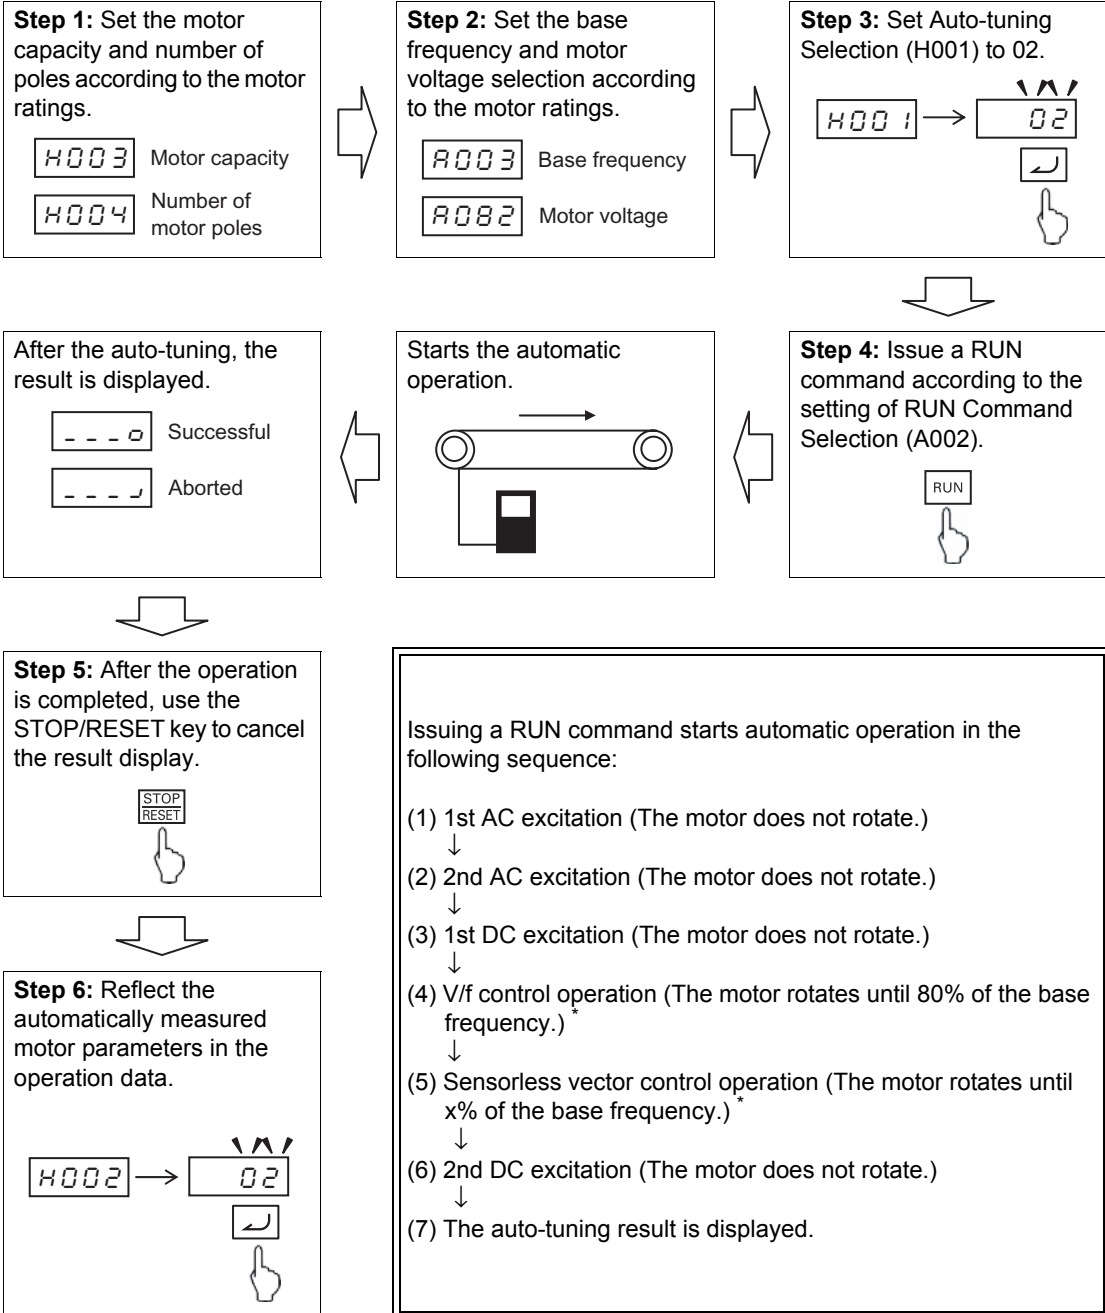 Step 1: Set the motor
capacity and number of
poles according to the motor
ratings.
H003 Motor capacity
H004 Number of
motor poles
Step 2: Set the base
frequency and motor
voltage selection according
to the motor ratings.
A003 Base frequency
A082 Motor voltage
Step 3: Set Auto-tuning
Selection (H001) to 02.
H001 → 02
Step 4: Issue a RUN
command according to the
setting of RUN Command
Selection (A002).
RUN
Starts the automatic
operation.
After the auto-tuning, the
result is displayed.
_ _ _ o Successful
_ _ _ ┘ Aborted
Step 5: After the operation
is completed, use the
STOP/RESET key to cancel
the result display.
STOP
RESET
Step 6: Reflect the
automatically measured
motor parameters in the
operation data.
H002 → 02
Issuing a RUN command starts automatic operation in the
following sequence:
(1) 1st AC excitation (The motor does not rotate.)
↓
(2) 2nd AC excitation (The motor does not rotate.)
↓
(3) 1st DC excitation (The motor does not rotate.)
↓
(4) V/f control operation (The motor rotates until 80% of the base
frequency.) *
↓
(5) Sensorless vector control operation (The motor rotates until
x% of the base frequency.) *
↓
(6) 2nd DC excitation (The motor does not rotate.)
↓
(7) The auto-tuning result is displayed.